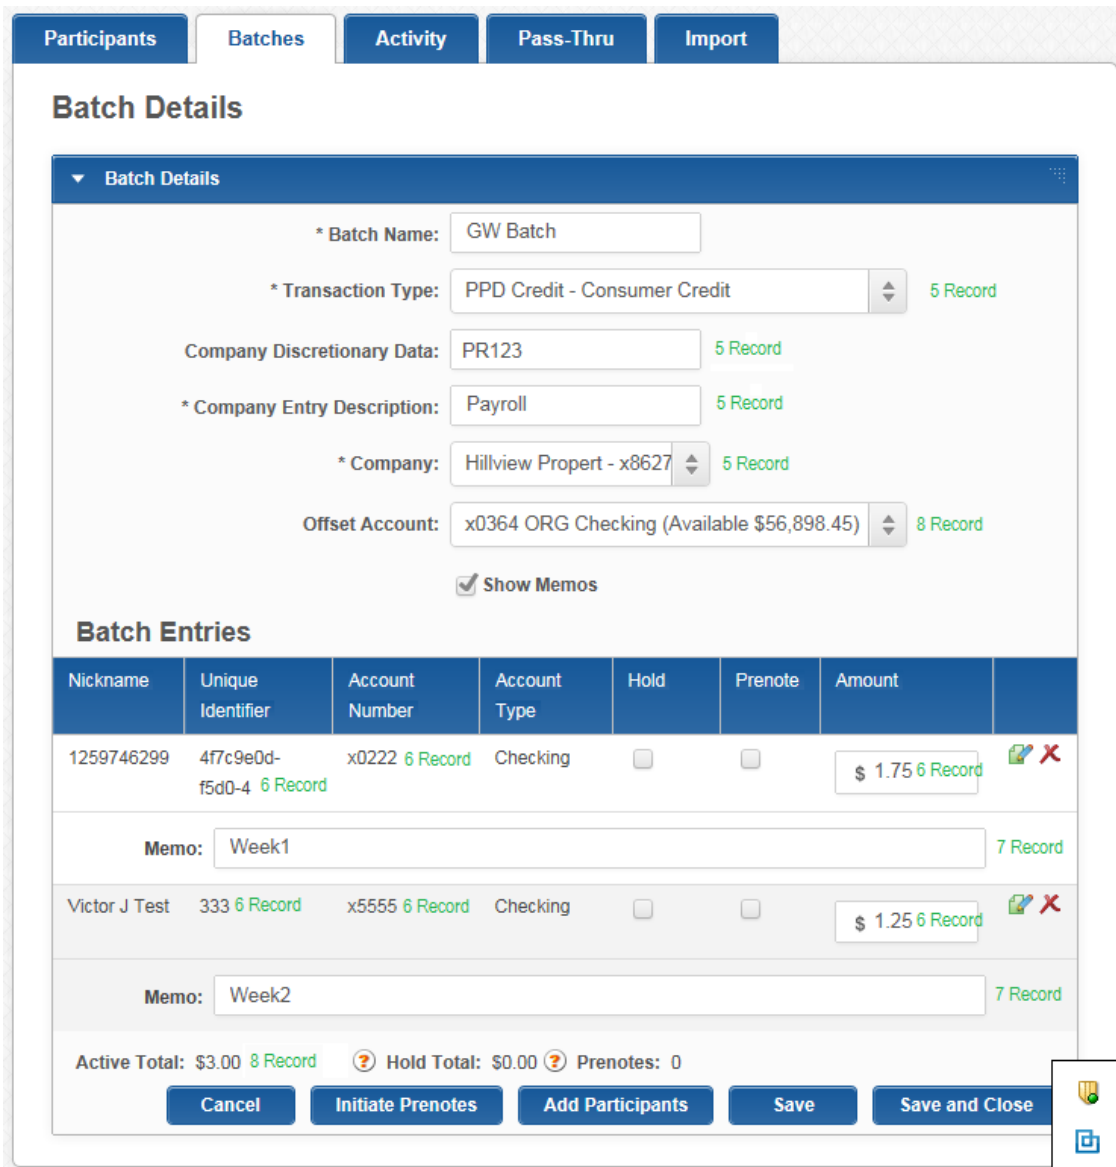 Participants Batches Activity Pass-Thru Import
Batch Details
Batch Details
* Batch Name: GW Batch
* Transaction Type: PPD Credit - Consumer Credit 5 Record
Company Discretionary Data: PR123 5 Record
* Company Entry Description: Payroll 5 Record
* Company: Hillview Propert - x8627 5 Record
Offset Account: x0364 ORG Checking (Available $56,898.45) 8 Record
Show Memos
Batch Entries
Nickname Unique Account Account Hold Prenote Amount
Identifier Number Type
1259746299 4f7c9e0d- x0222 6 Record Checking $ 1.75 6 Record
f5d0-4 6 Record
Memo: Week1 7 Record
Victor J Test 333 6 Record x5555 6 Record Checking $ 1.25 6 Record
Memo: Week2 7 Record
Active Total: $3.00 8 Record ? Hold Total: $0.00 ? Prenotes: 0
Cancel Initiate Prenotes Add Participants Save Save and Close